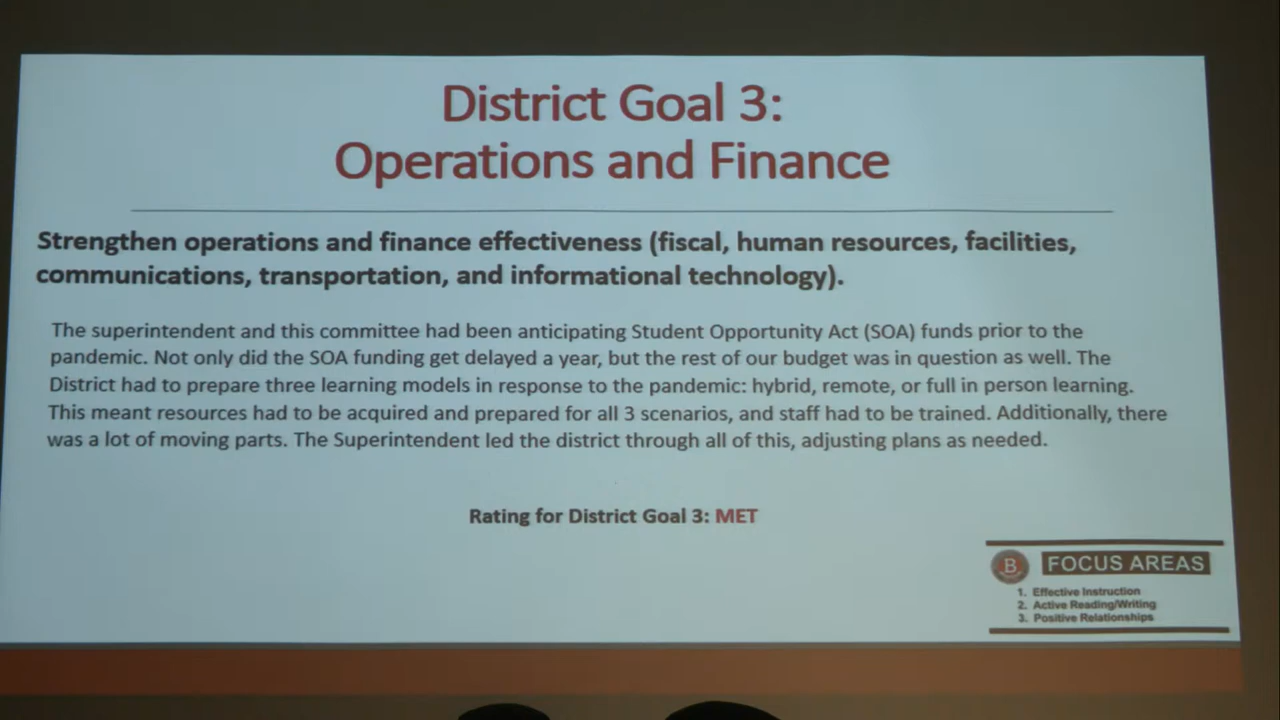 District Goal 3:
Operations and Finance
Strengthen operations and finance effectiveness (fiscal, human resources, facilities,
communications, transportation, and informational technology).
The superintendent and this committee had been anticipating Student Opportunity Act (SOA) funds prior to the
pandemic. Not only did the SOA funding get delayed a year, but the rest of our budget was in question as well. The
District had to prepare three learning models in response to the pandemic: hybrid, remote, or full in person learning.
This meant resources had to be acquired and prepared for all 3 scenarios, and staff had to be trained. Additionally, there
was a lot of moving parts. The Superintendent led the district through all of this, adjusting plans as needed.
Rating for District Goal 3: MET
B
FOCUS AREAS
1. Effective Instruction
2. Active Reading/Writing
3. Positive Relationships